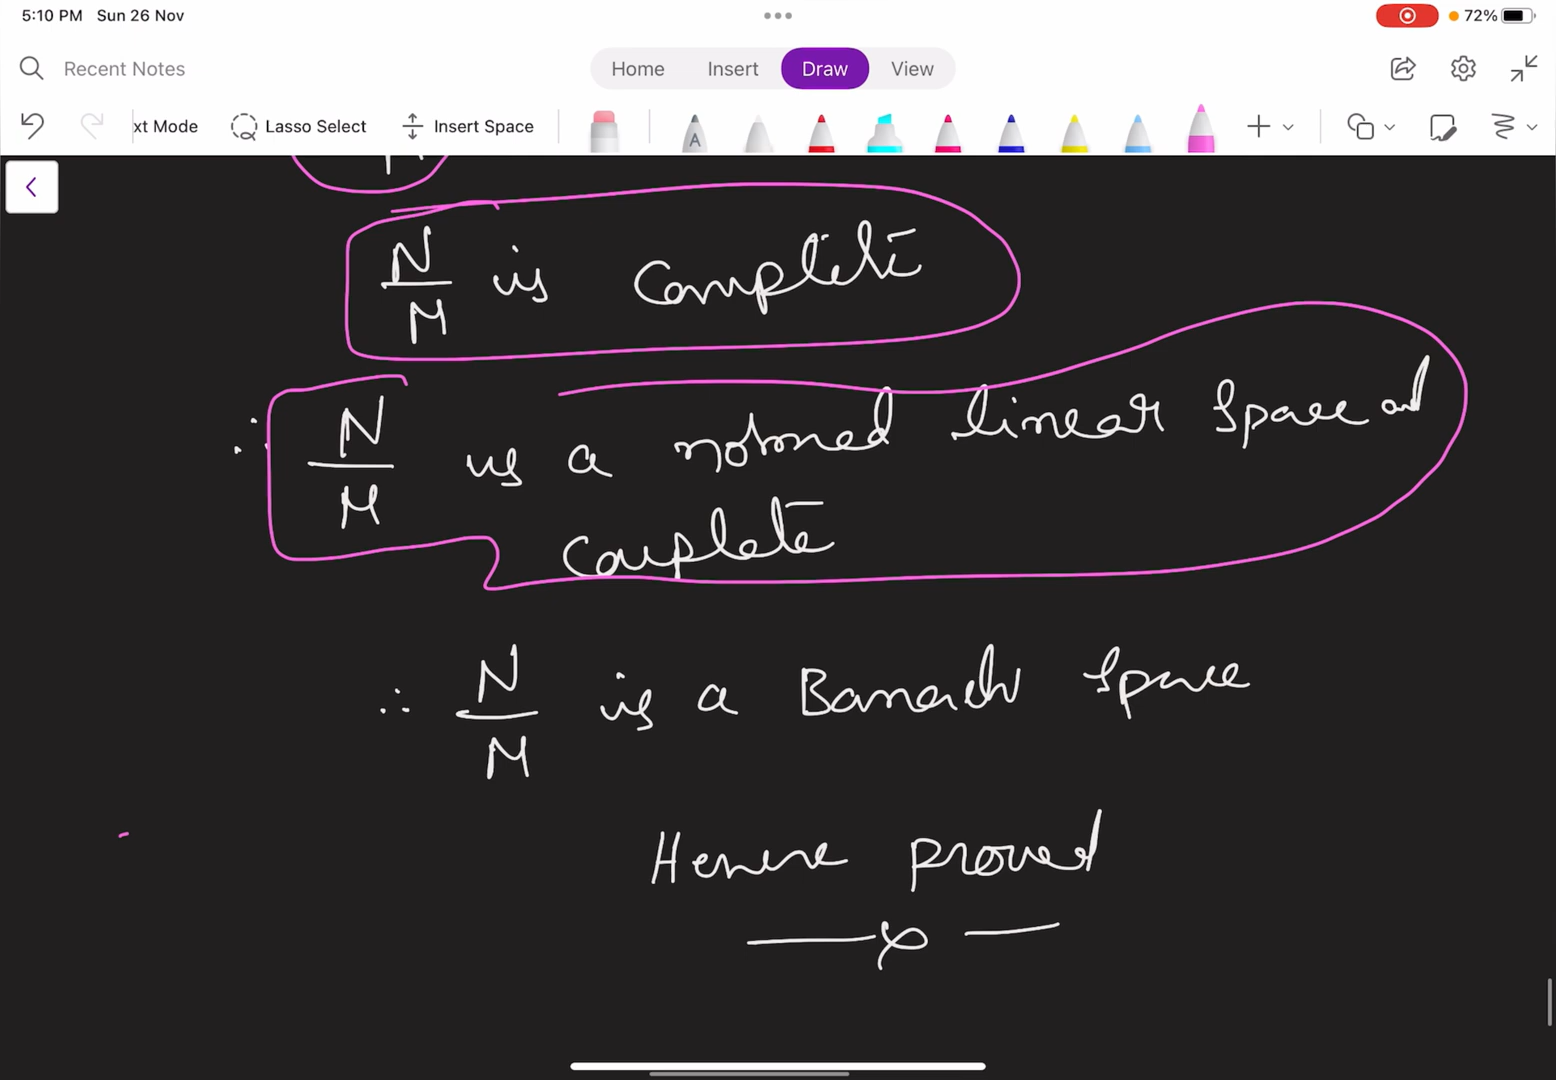 5:10 PM Sun 26 Nov
72%
Recent Notes
Home Insert Draw View
xt Mode Lasso Select Insert Space
A
N/M is Complete
∴ N/M is a normed linear Space and
Complete
∴ N/M is a Banach Space
Hence proved